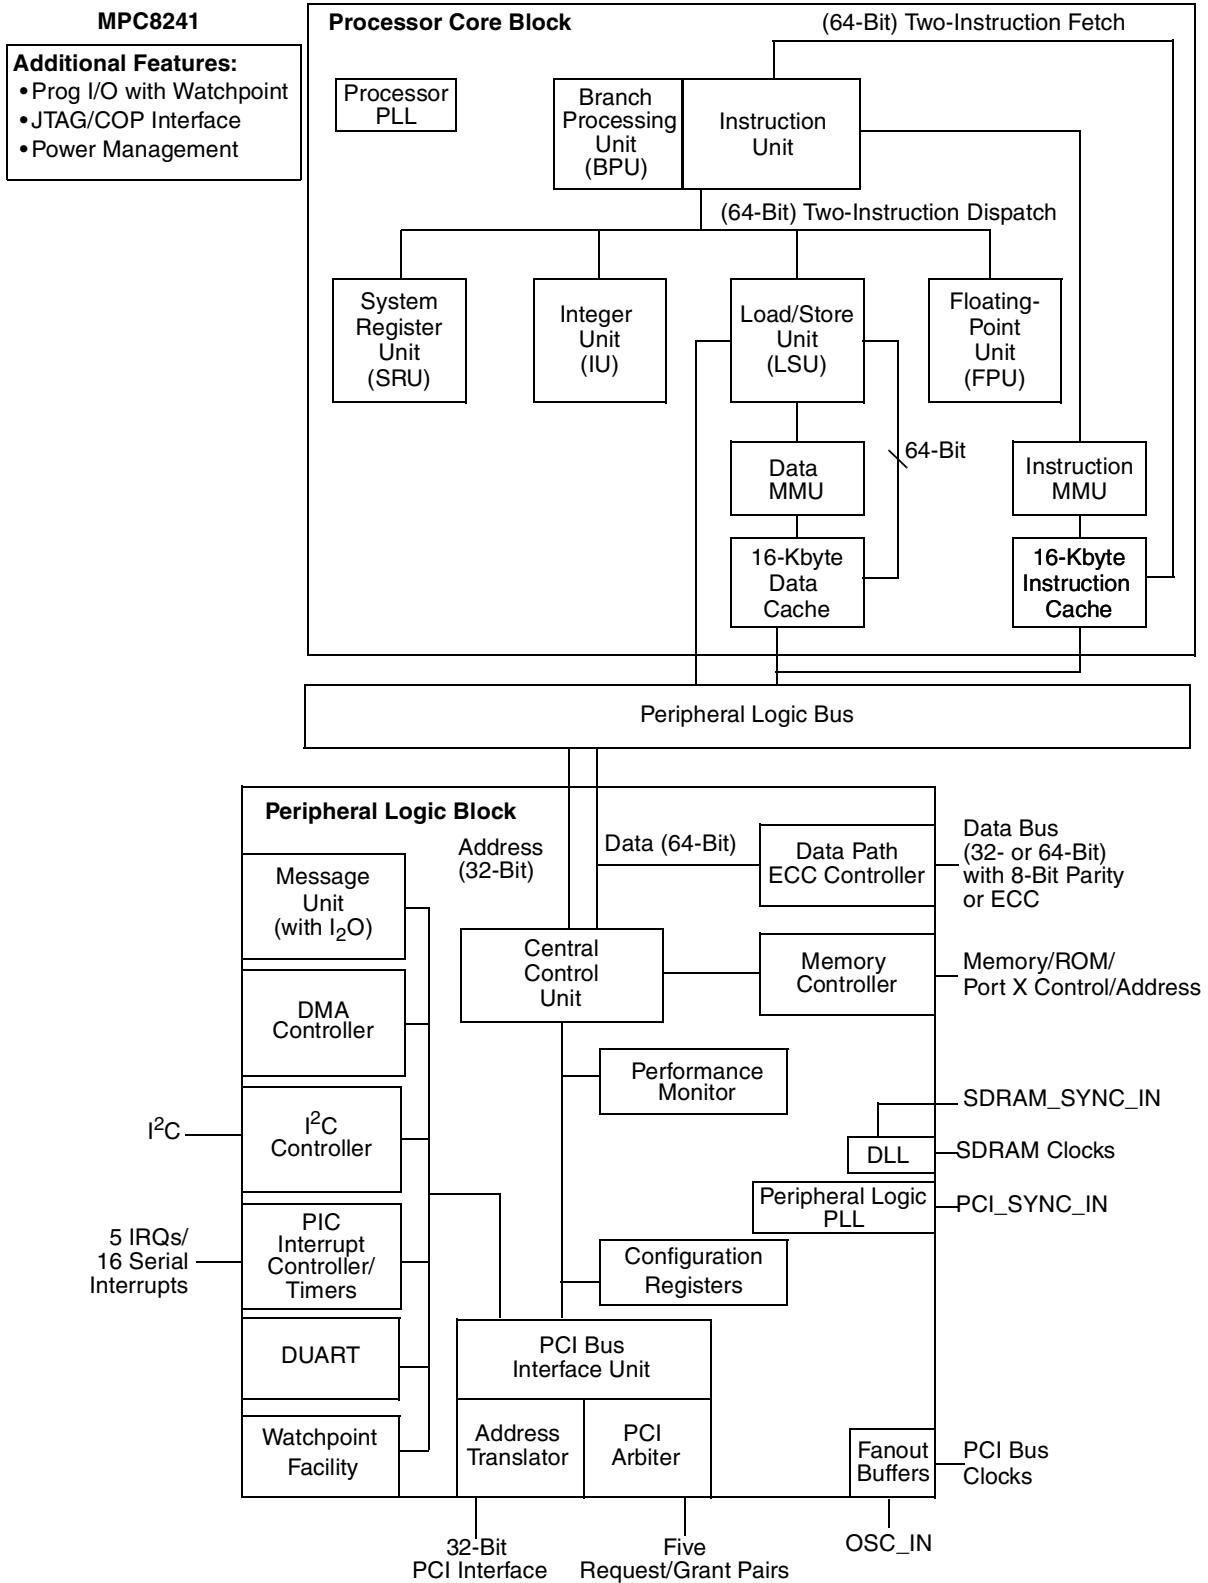 MPC8241
Additional Features:
•Prog I/O with Watchpoint
•JTAG/COP Interface
•Power Management
Processor Core Block
(64-Bit) Two-Instruction Fetch
Processor
PLL
Branch
Processing
Unit
(BPU)
Instruction
Unit
(64-Bit) Two-Instruction Dispatch
System
Register
Unit
(SRU)
Integer
Unit
(IU)
Load/Store
Unit
(LSU)
Floating-
Point
Unit
(FPU)
64-Bit
Data
MMU
Instruction
MMU
16-Kbyte
Data
Cache
16-Kbyte
Instruction
Cache
Peripheral Logic Bus
Peripheral Logic Block
Address
(32-Bit)
Data (64-Bit)
Data Path
ECC Controller
Data Bus
(32- or 64-Bit)
with 8-Bit Parity
or ECC
Message
Unit
(with I2O)
Central
Control
Unit
Memory
Controller
Memory/ROM/
Port X Control/Address
DMA
Controller
Performance
Monitor
SDRAM_SYNC_IN
I²C
I²C
Controller
DLL
SDRAM Clocks
Peripheral Logic
PLL
PCI_SYNC_IN
5 IRQs/
16 Serial
Interrupts
PIC
Interrupt
Controller/
Timers
Configuration
Registers
DUART
PCI Bus
Interface Unit
Watchpoint
Facility
Address
Translator
PCI
Arbiter
Fanout
Buffers
PCI Bus
Clocks
32-Bit
PCI Interface
Five
Request/Grant Pairs
OSC_IN